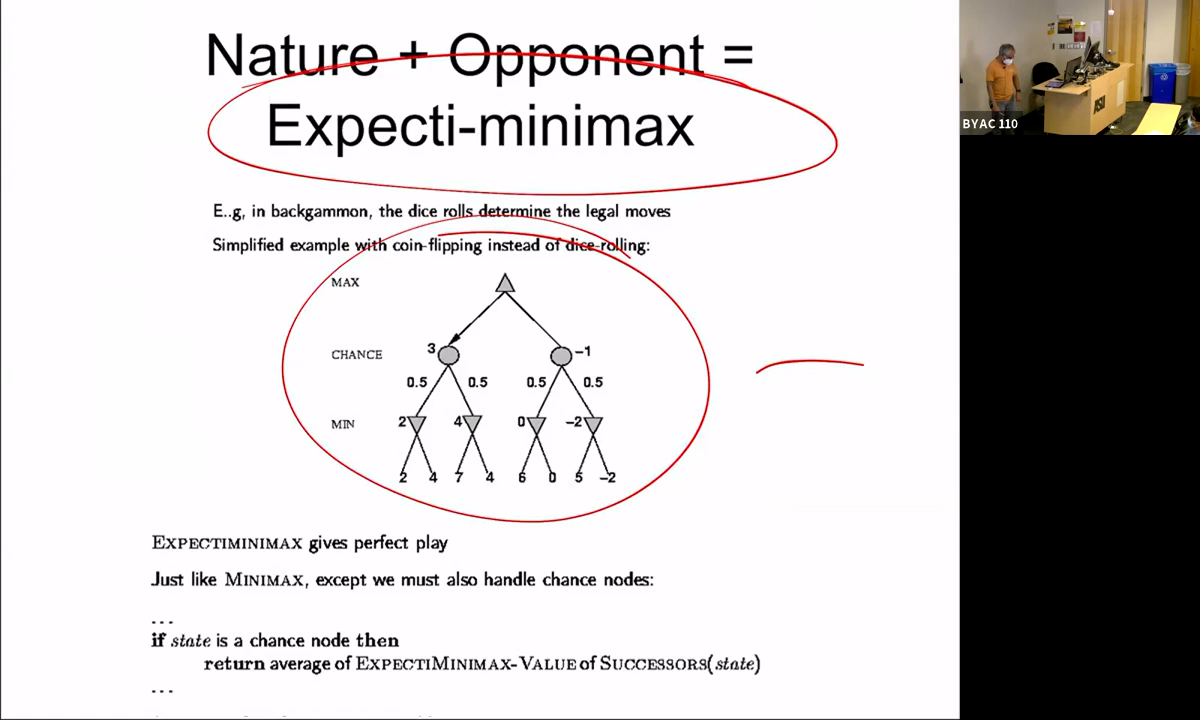 Nature + Opponent =
Expecti-minimax
E..g, in backgammon, the dice rolls determine the legal moves
Simplified example with coin-flipping instead of dice-rolling:
MAX
CHANCE
3
-1
0.5 0.5 0.5 0.5
MIN
2 4 0 -2
2 4 7 4 6 0 5 -2
EXPECTIMINIMAX gives perfect play
Just like MINIMAX, except we must also handle chance nodes:
...
if state is a chance node then
return average of EXPECTIMINIMAX-VALUE of SUCCESSORS(state)
...
BYAC 110
ASU